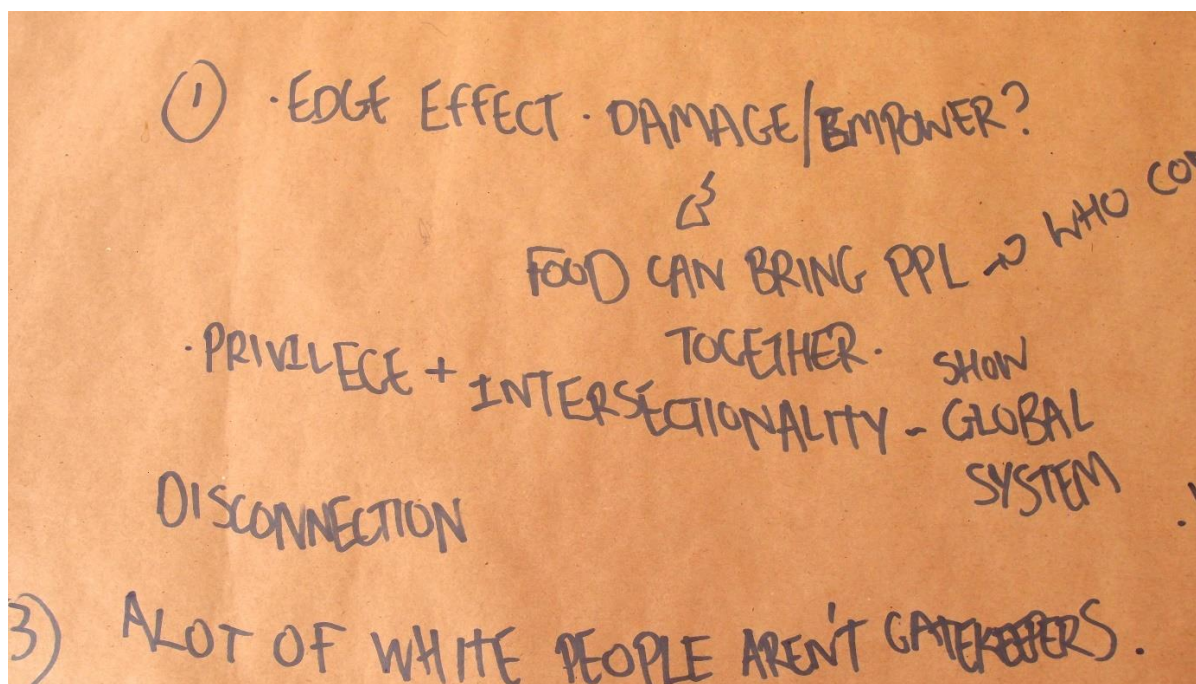 ① · EDGE EFFECT · DAMAGE/EMPOWER?
FOOD CAN BRING PPL → WHO
TOGETHER.
· PRIVILEGE + INTERSECTIONALITY - SHOW
GLOBAL
SYSTEM
DISCONNECTION
3) ALOT OF WHITE PEOPLE AREN'T GATEKEEPERS.